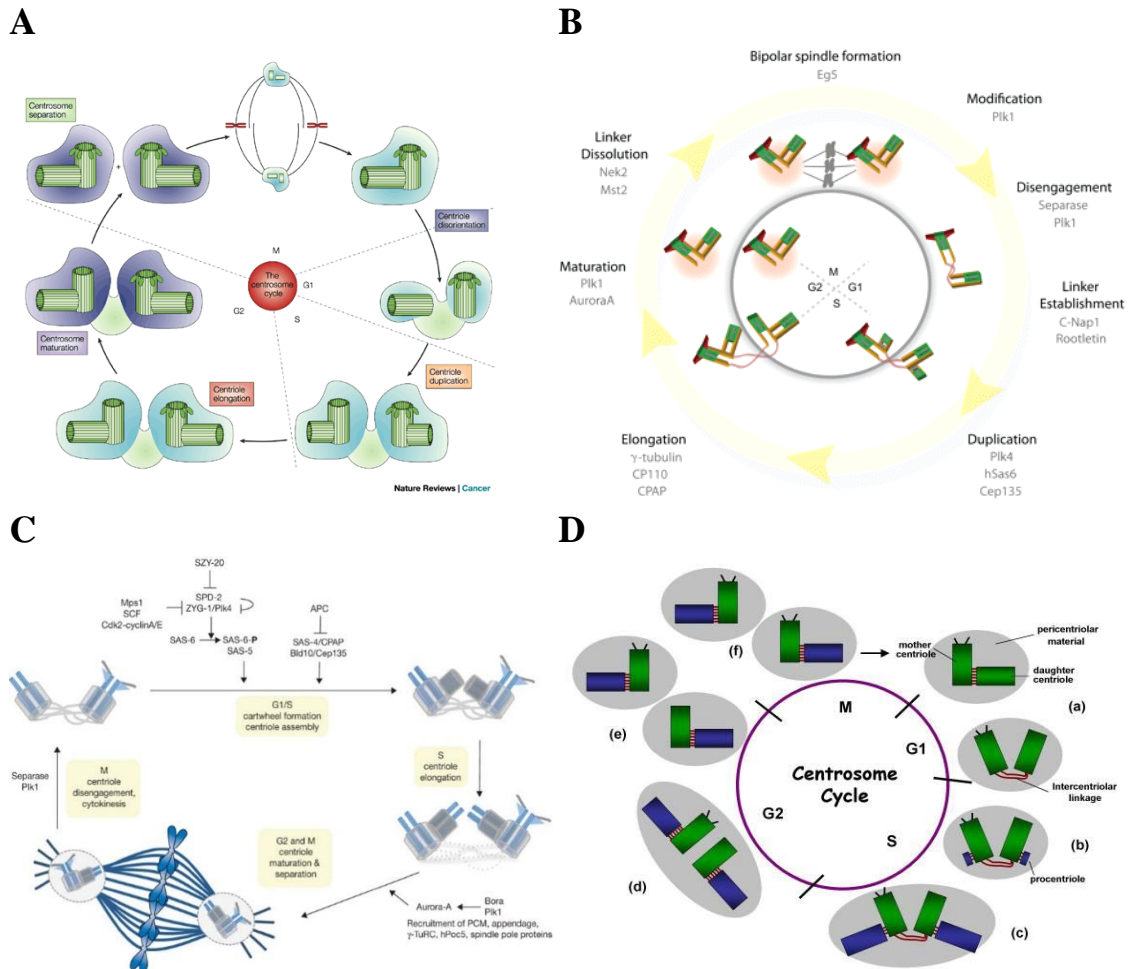 A
Centrosome
separation
+
Centriole
disorientation
M
The
centrosome
cycle
G1
G2
S
Centrosome
maturation
Centriole
duplication
Centriole
elongation
Nature Reviews | Cancer
B
Bipolar spindle formation
Eg5
Modification
Plk1
Linker
Dissolution
Nek2
Mst2
Disengagement
Separase
Plk1
Maturation
Plk1
AuroraA
M
G2
G1
S
Linker
Establishment
C-Nap1
Rootletin
Elongation
γ-tubulin
CP110
CPAP
Duplication
Plk4
hSas6
Cep135
C
SZY-20
SPD-2
ZYG-1/Plk4
Mps1
SCF
Cdk2-cyclinA/E
APC
SAS-6
SAS-6-P
SAS-5
SAS-4/CPAP
Bld10/Cep135
G1/S
cartwheel formation
centriole assembly
Separase
Plk1
M
centriole
disengagement,
cytokinesis
S
centriole
elongation
G2 and M
centriole
maturation &
separation
Aurora-A
Bora
Plk1
Recruitment of PCM, appendage,
γ-TuRC, hPoc5, spindle pole proteins
D
(f)
mother
centriole
pericentriolar
material
daughter
centriole
(a)
(e)
M
G1
Centrosome
Cycle
G2
S
Intercentriolar
linkage
(b)
procentriole
(d)
(c)